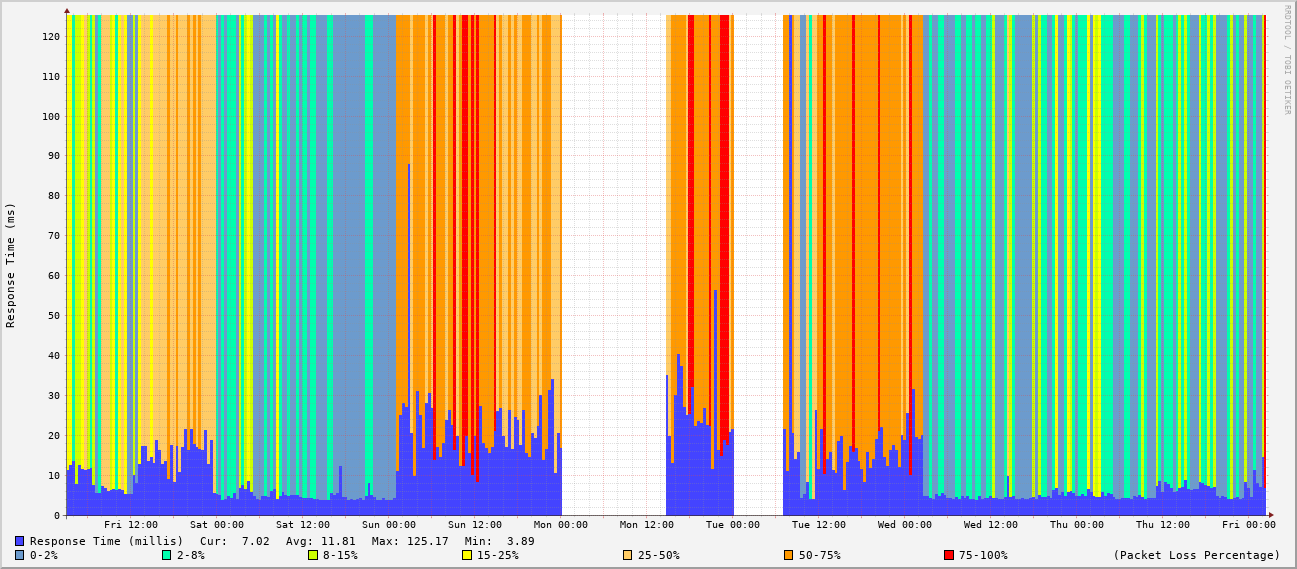 RRDTOOL / TOBI OETIKER
Response Time (ms)
120
110
100
90
80
70
60
50
40
30
20
10
0
Fri 12:00 Sat 00:00 Sat 12:00 Sun 00:00 Sun 12:00 Mon 00:00 Mon 12:00 Tue 00:00 Tue 12:00 Wed 00:00 Wed 12:00 Thu 00:00 Thu 12:00 Fri 00:00
Response Time (millis) Cur: 7.02 Avg: 11.81 Max: 125.17 Min: 3.89
0-2% 2-8% 8-15% 15-25% 25-50% 50-75% 75-100% (Packet Loss Percentage)